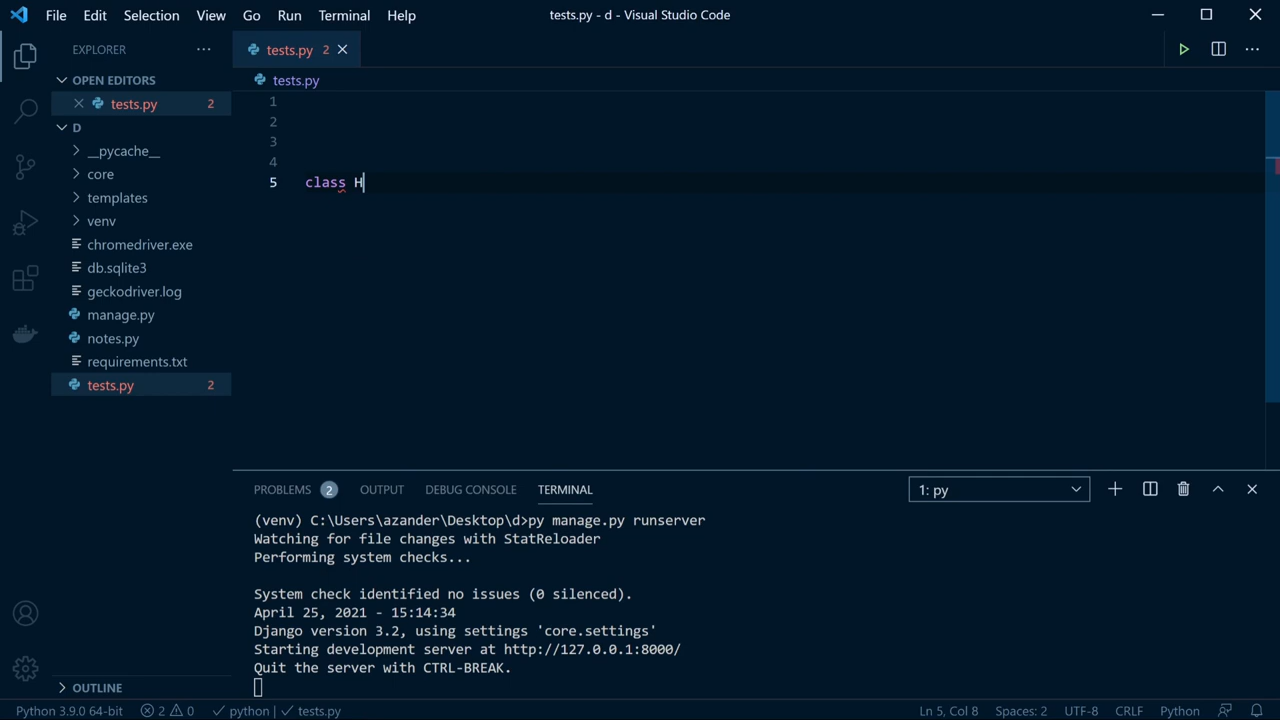 File Edit Selection View Go Run Terminal Help
tests.py - d - Visual Studio Code
EXPLORER
OPEN EDITORS
tests.py 2
D
__pycache__
core
templates
venv
chromedriver.exe
db.sqlite3
geckodriver.log
manage.py
notes.py
requirements.txt
tests.py 2
OUTLINE
tests.py 2
tests.py
1
2
3
4
5 class H
PROBLEMS 2 OUTPUT DEBUG CONSOLE TERMINAL
1: py
(venv) C:\Users\azander\Desktop\d>py manage.py runserver
Watching for file changes with StatReloader
Performing system checks...
System check identified no issues (0 silenced).
April 25, 2021 - 15:14:34
Django version 3.2, using settings 'core.settings'
Starting development server at http://127.0.0.1:8000/
Quit the server with CTRL-BREAK.
Python 3.9.0 64-bit 2 0 python | tests.py Ln 5, Col 8 Spaces: 2 UTF-8 CRLF Python